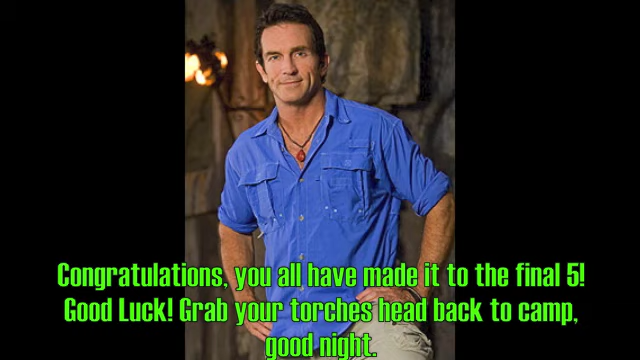 Congratulations, you all have made it to the final 5!
Good Luck! Grab your torches head back to camp,
good night.